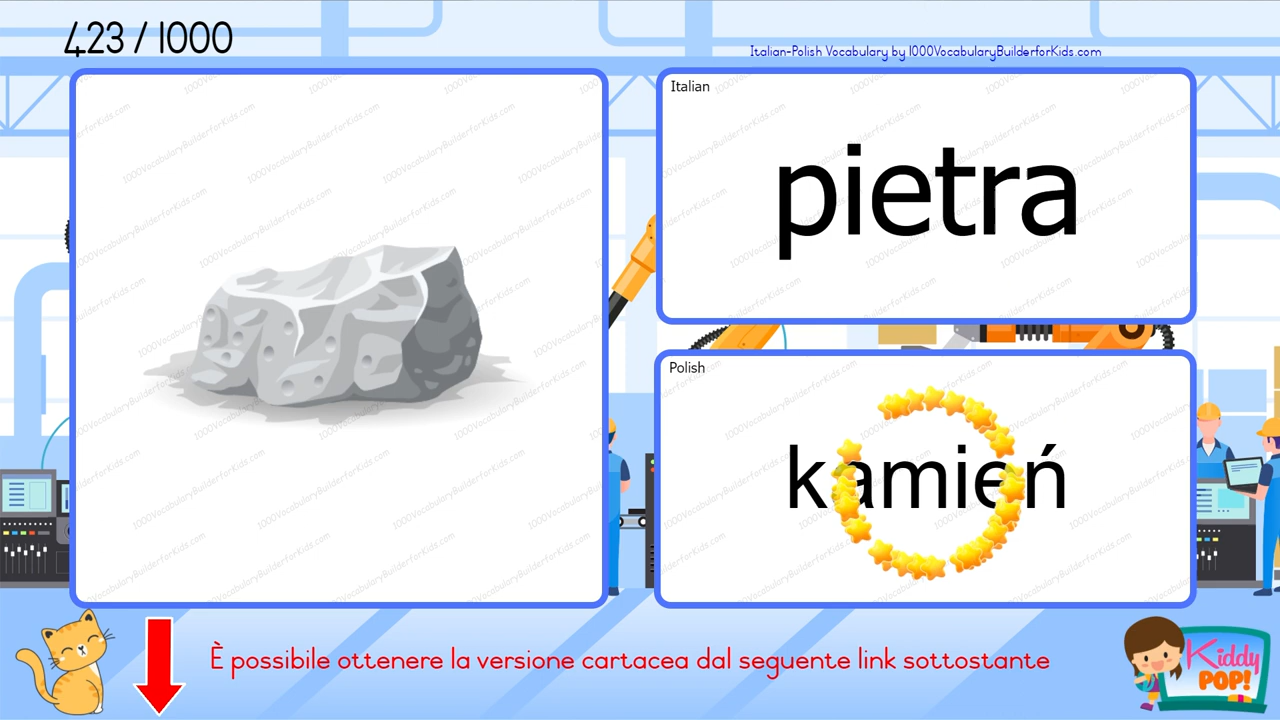 423 / 1000
Italian-Polish Vocabulary by 1000VocabularyBuilderforKids.com
Italian
pietra
Polish
kamień
È possibile ottenere la versione cartacea dal seguente link sottostante
Kiddy
POP!